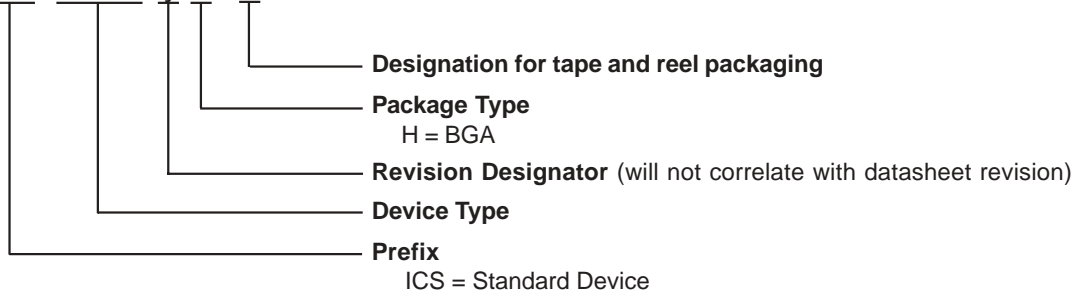 Designation for tape and reel packaging
Package Type
H = BGA
Revision Designator (will not correlate with datasheet revision)
Device Type
Prefix
ICS = Standard Device